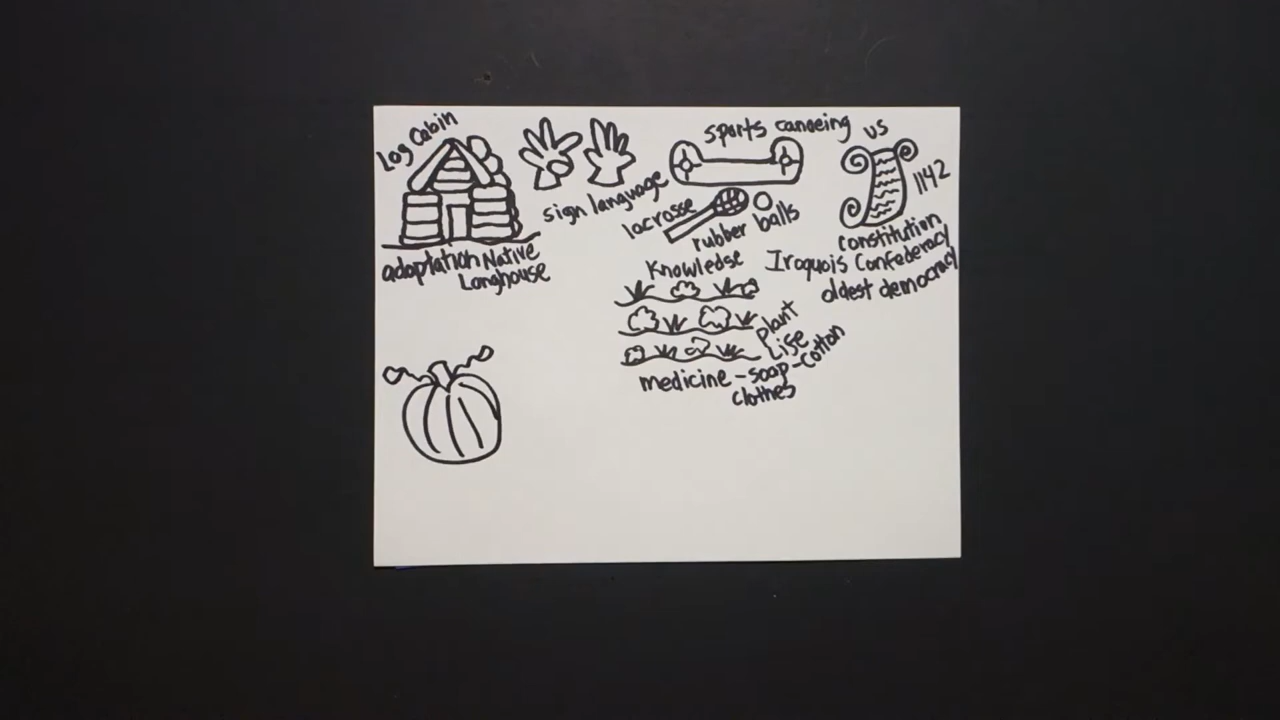 Log Cabin
adaptation Native
Longhouse
sign language
sports canoeing
lacrosse
rubber balls
US
1142
constitution
Iroquois Confederacy
oldest democracy
Knowledge
plant
Life
medicine - soap - cotton
clothes